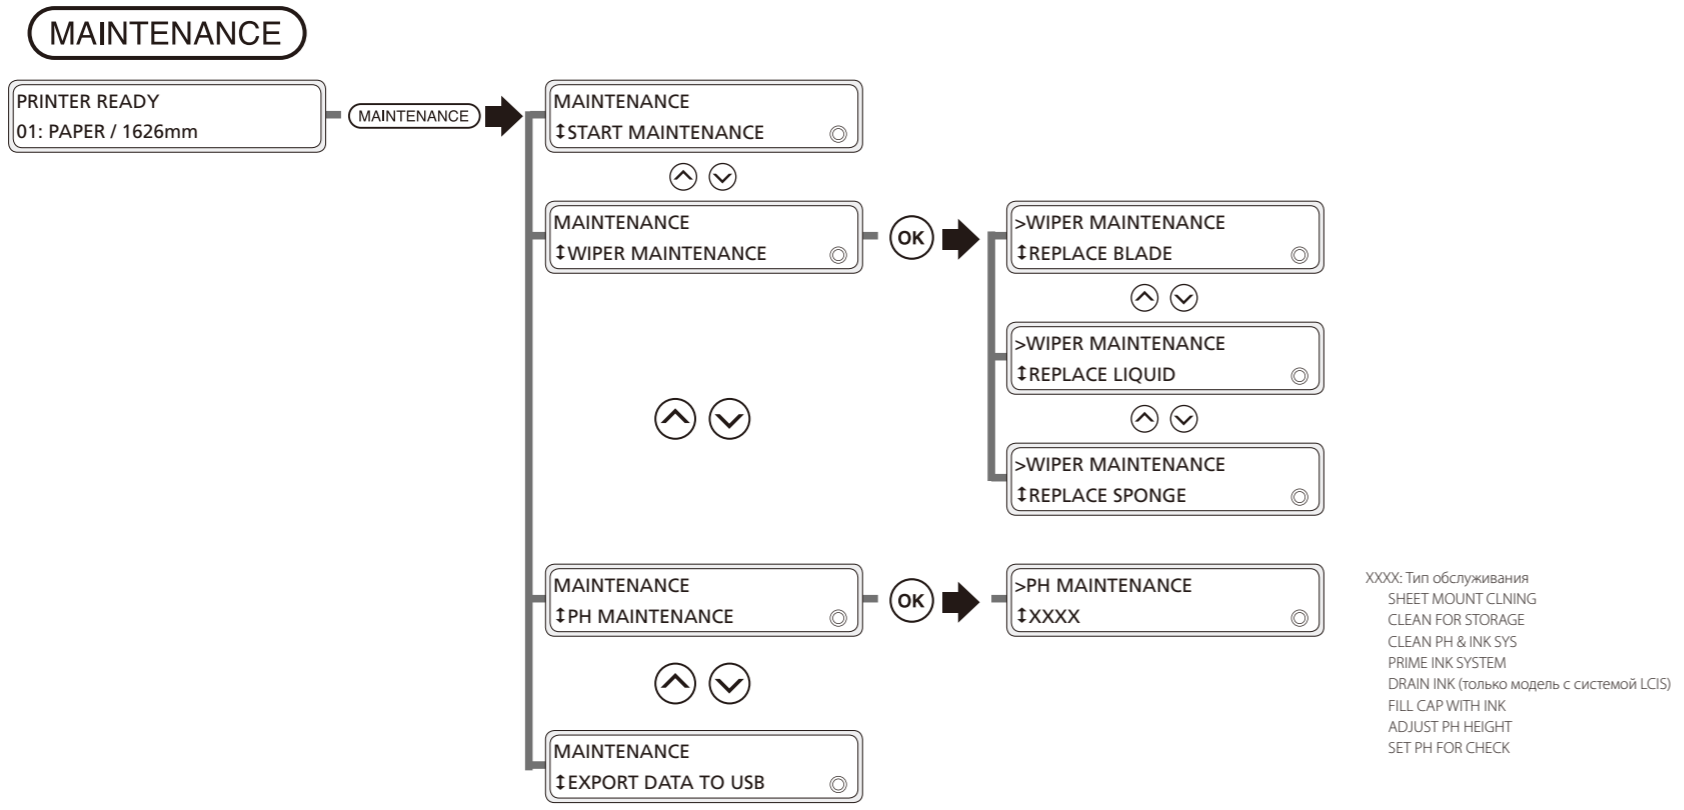 MAINTENANCE
PRINTER READY
01: PAPER / 1626mm
MAINTENANCE
MAINTENANCE
↕START MAINTENANCE
MAINTENANCE
↕WIPER MAINTENANCE
OK
>WIPER MAINTENANCE
↕REPLACE BLADE
>WIPER MAINTENANCE
↕REPLACE LIQUID
>WIPER MAINTENANCE
↕REPLACE SPONGE
MAINTENANCE
↕PH MAINTENANCE
OK
>PH MAINTENANCE
↕XXXX
XXXX: Тип обслуживания
SHEET MOUNT CLNING
CLEAN FOR STORAGE
CLEAN PH & INK SYS
PRIME INK SYSTEM
DRAIN INK (только модель с системой LCIS)
FILL CAP WITH INK
ADJUST PH HEIGHT
SET PH FOR CHECK
MAINTENANCE
↕EXPORT DATA TO USB